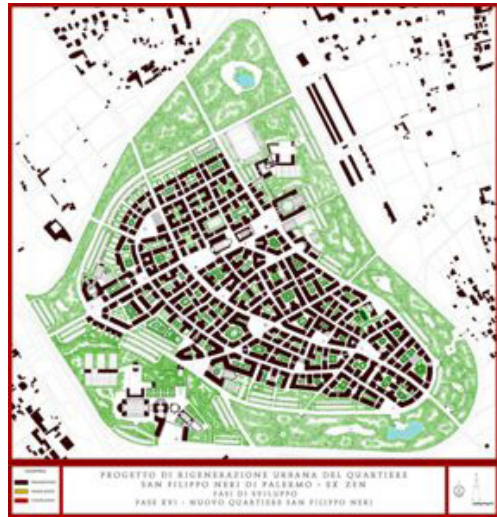 PROGETTO DI RIGENERAZIONE URBANA DEL QUARTIERE
SAN FILIPPO NERI DI PALERMO - EX ZEN
FASI DI SVILUPPO
FASE XVI - NUOVO QUARTIERE SAN FILIPPO NERI